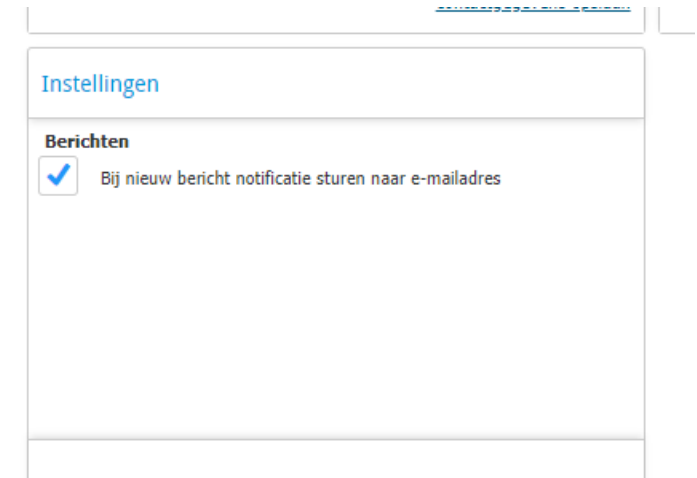 Instellingen
Berichten
Bij nieuw bericht notificatie sturen naar e-mailadres